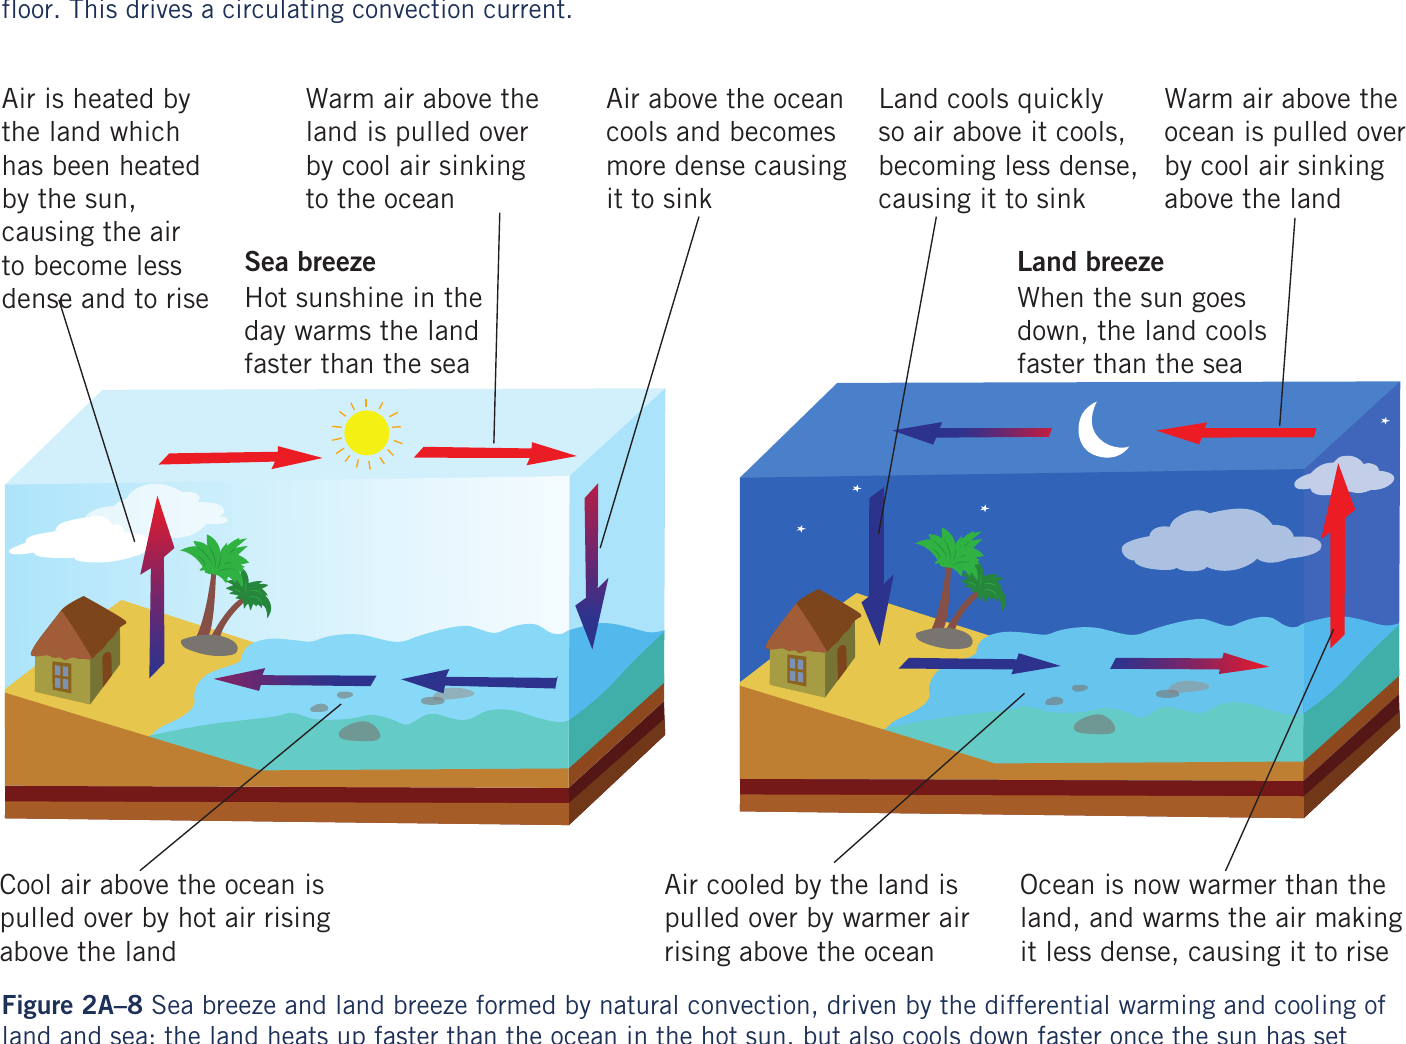 floor. This drives a circulating convection current.
Air is heated by
the land which
has been heated
by the sun,
causing the air
to become less
dense and to rise
Warm air above the
land is pulled over
by cool air sinking
to the ocean
Air above the ocean
cools and becomes
more dense causing
it to sink
Land cools quickly
so air above it cools,
becoming less dense,
causing it to sink
Warm air above the
ocean is pulled over
by cool air sinking
above the land
Sea breeze
Hot sunshine in the
day warms the land
faster than the sea
Land breeze
When the sun goes
down, the land cools
faster than the sea
Cool air above the ocean is
pulled over by hot air rising
above the land
Air cooled by the land is
pulled over by warmer air
rising above the ocean
Ocean is now warmer than the
land, and warms the air making
it less dense, causing it to rise
Figure 2A–8 Sea breeze and land breeze formed by natural convection, driven by the differential warming and cooling of
land and sea: the land heats up faster than the ocean in the hot sun, but also cools down faster once the sun has set